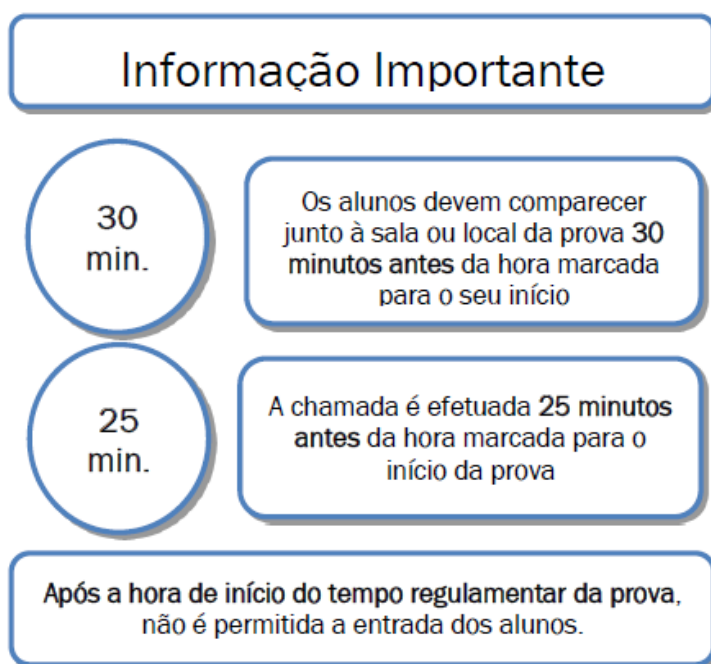 Informação Importante
30
min.
Os alunos devem comparecer
junto à sala ou local da prova 30
minutos antes da hora marcada
para o seu início
25
min.
A chamada é efetuada 25 minutos
antes da hora marcada para o
início da prova
Após a hora de início do tempo regulamentar da prova,
não é permitida a entrada dos alunos.